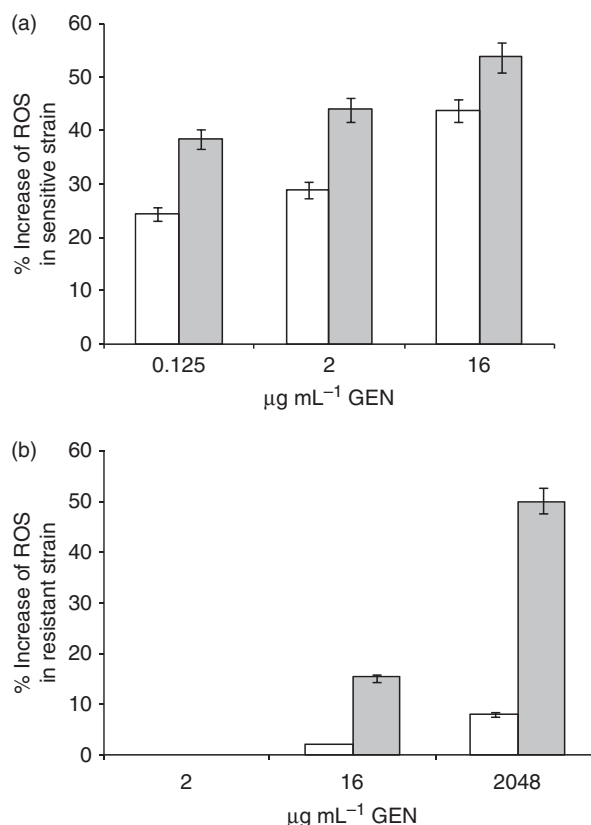 (a)
60
50
40
30
20
10
0
% Increase of ROS
in sensitive strain
0.125 2 16
µg mL⁻¹ GEN
(b)
60
50
40
30
20
10
0
% Increase of ROS
in resistant strain
2 16 2048
µg mL⁻¹ GEN